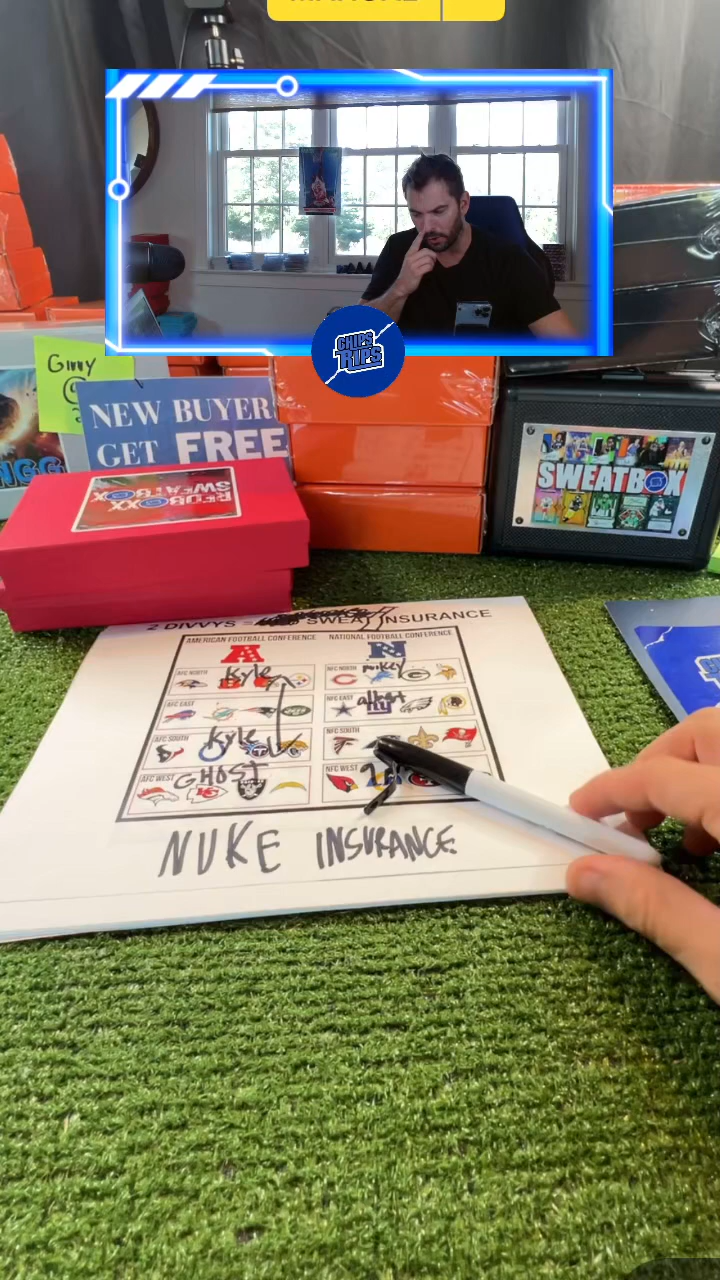 CHIPS
RIPS
Ginny
NEW BUYER
GET FREE
REDBOXX
SWEATBOX
SWEATBOX
2 DIVVYS =
SWEAT INSURANCE
AMERICAN FOOTBALL CONFERENCE
NATIONAL FOOTBALL CONFERENCE
A
N
AFC NORTH
Kyle
NFC NORTH
AFC EAST
NFC EAST
albert
AFC SOUTH
Kyle
NFC SOUTH
AFC WEST
GHOST
NFC WEST
NUKE INSURANCE